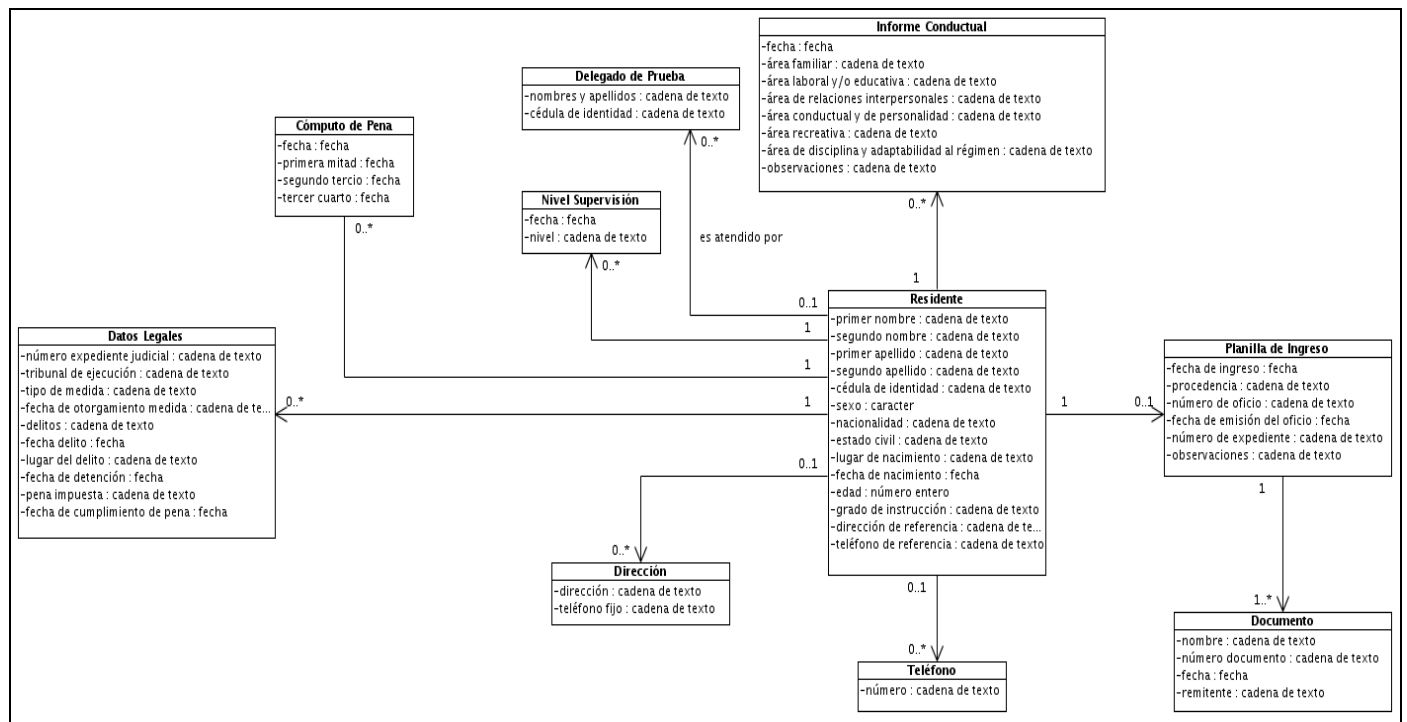 Informe Conductual
-fecha : fecha
-área familiar : cadena de texto
-área laboral y/o educativa : cadena de texto
-área de relaciones interpersonales : cadena de texto
-área conductual y de personalidad : cadena de texto
-área recreativa : cadena de texto
-área de disciplina y adaptabilidad al régimen : cadena de texto
-observaciones : cadena de texto
0..*
1
Delegado de Prueba
-nombres y apellidos : cadena de texto
-cédula de identidad : cadena de texto
0..*
es atendido por
0..1
Cómputo de Pena
-fecha : fecha
-primera mitad : fecha
-segundo tercio : fecha
-tercer cuarto : fecha
0..*
1
Nivel Supervisión
-fecha : fecha
-nivel : cadena de texto
0..*
1
Datos Legales
-número expediente judicial : cadena de texto
-tribunal de ejecución : cadena de texto
-tipo de medida : cadena de texto
-fecha de otorgamiento medida : cadena de te...
-delitos : cadena de texto
-fecha delito : fecha
-lugar del delito : cadena de texto
-fecha de detención : fecha
-pena impuesta : cadena de texto
-fecha de cumplimiento de pena : fecha
0..*
1
Residente
-primer nombre : cadena de texto
-segundo nombre : cadena de texto
-primer apellido : cadena de texto
-segundo apellido : cadena de texto
-cédula de identidad : cadena de texto
-sexo : caracter
-nacionalidad : cadena de texto
-estado civil : cadena de texto
-lugar de nacimiento : cadena de texto
-fecha de nacimiento : fecha
-edad : número entero
-grado de instrucción : cadena de texto
-dirección de referencia : cadena de te...
-teléfono de referencia : cadena de texto
1
0..1
Planilla de Ingreso
-fecha de ingreso : fecha
-procedencia : cadena de texto
-número de oficio : cadena de texto
-fecha de emisión del oficio : fecha
-número de expediente : cadena de texto
-observaciones : cadena de texto
1
1..*
Documento
-nombre : cadena de texto
-número documento : cadena de texto
-fecha : fecha
-remitente : cadena de texto
0..1
0..*
Dirección
-dirección : cadena de texto
-teléfono fijo : cadena de texto
0..1
0..*
Teléfono
-número : cadena de texto